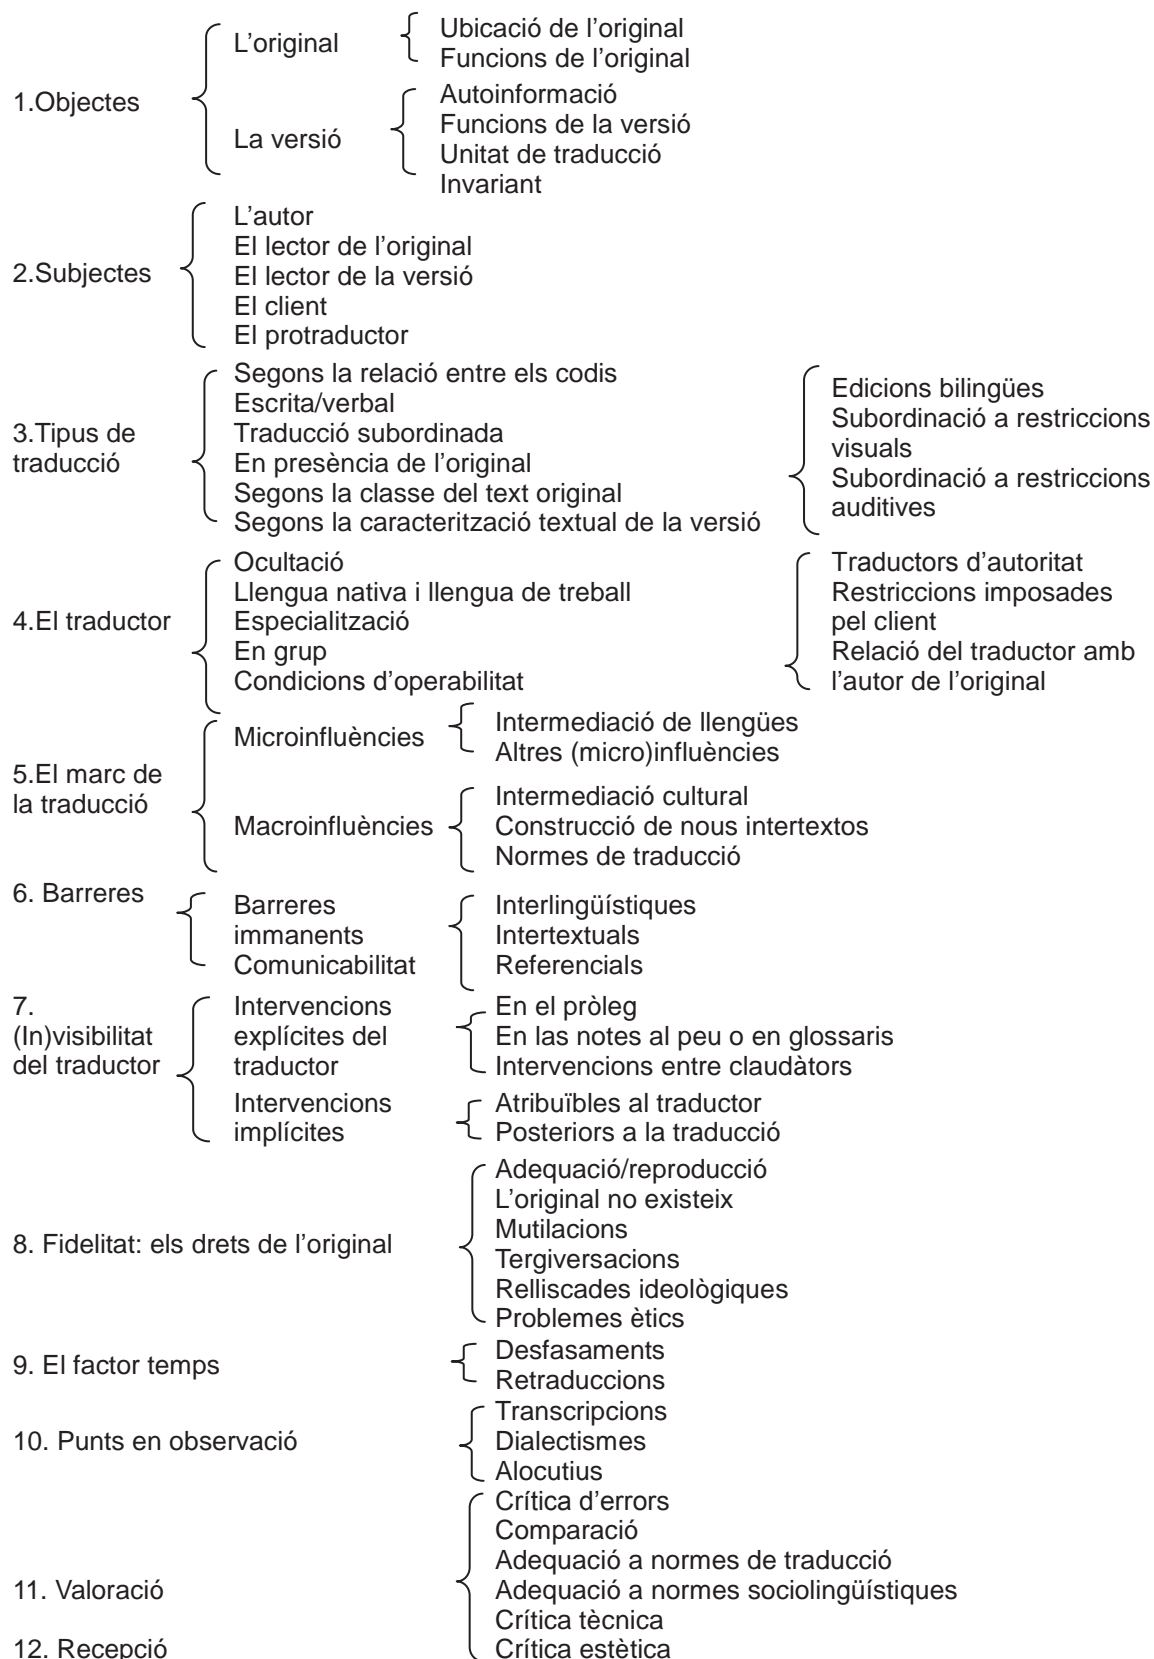 1.Objectes
L’original
Ubicació de l’original
Funcions de l’original
La versió
Autoinformació
Funcions de la versió
Unitat de traducció
Invariant
2.Subjectes
L’autor
El lector de l’original
El lector de la versió
El client
El protraductor
3.Tipus de
traducció
Segons la relació entre els codis
Escrita/verbal
Traducció subordinada
En presència de l’original
Segons la classe del text original
Segons la caracterització textual de la versió
Edicions bilingües
Subordinació a restriccions
visuals
Subordinació a restriccions
auditives
4.El traductor
Ocultació
Llengua nativa i llengua de treball
Especialització
En grup
Condicions d’operabilitat
Traductors d’autoritat
Restriccions imposades
pel client
Relació del traductor amb
l’autor de l’original
5.El marc de
la traducció
Microinfluències
Intermediació de llengües
Altres (micro)influències
Macroinfluències
Intermediació cultural
Construcció de nous intertextos
Normes de traducció
6. Barreres
Barreres
immanents
Comunicabilitat
Interlingüístiques
Intertextuals
Referencials
7.
(In)visibilitat
del traductor
Intervencions
explícites del
traductor
En el pròleg
En las notes al peu o en glossaris
Intervencions entre claudàtors
Intervencions
implícites
Atribuïbles al traductor
Posteriors a la traducció
8. Fidelitat: els drets de l’original
Adequació/reproducció
L’original no existeix
Mutilacions
Tergiversacions
Relliscades ideològiques
Problemes ètics
9. El factor temps
Desfasaments
Retraduccions
10. Punts en observació
Transcripcions
Dialectismes
Alocutius
11. Valoració
Crítica d’errors
Comparació
Adequació a normes de traducció
Adequació a normes sociolingüístiques
Crítica tècnica
Crítica estètica
12. Recepció